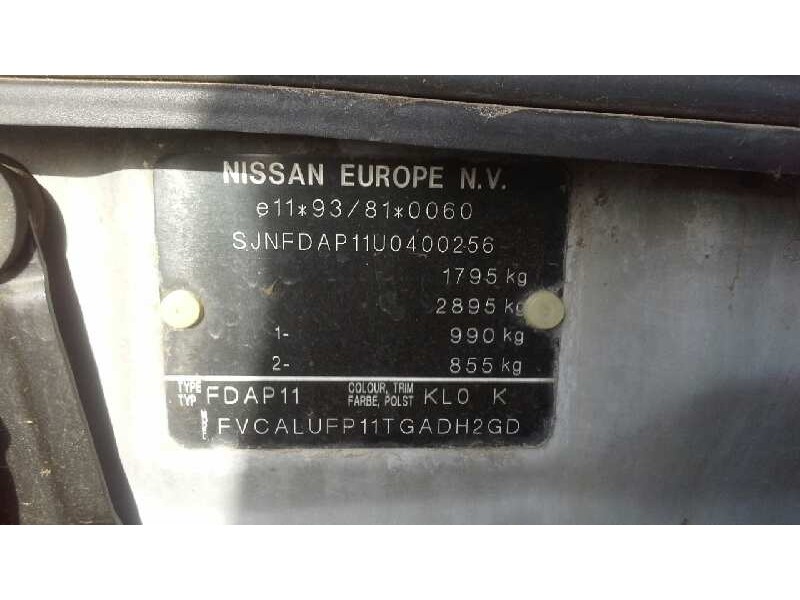 NISSAN EUROPE N.V.
e11*93/81*0060
SJNFDAP11U0400256
1795 kg
2895 kg
1- 990 kg
2- 855 kg
TYPE TYP FDAP11 COLOUR, TRIM FARBE, POLST KL0 K
FVCALUFP11TGADH2GD